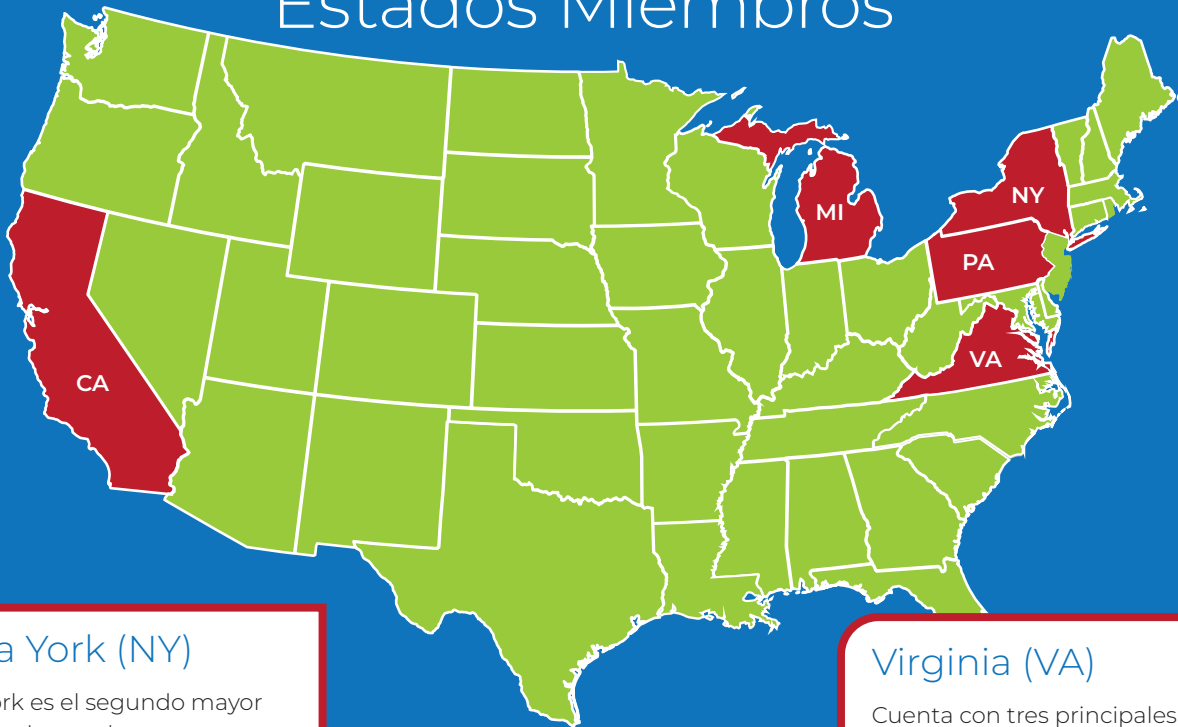 Estados Miembros
NY
MI
PA
VA
CA
York (NY)
es el segundo mayor
Virginia (VA)
Cuenta con tres principales